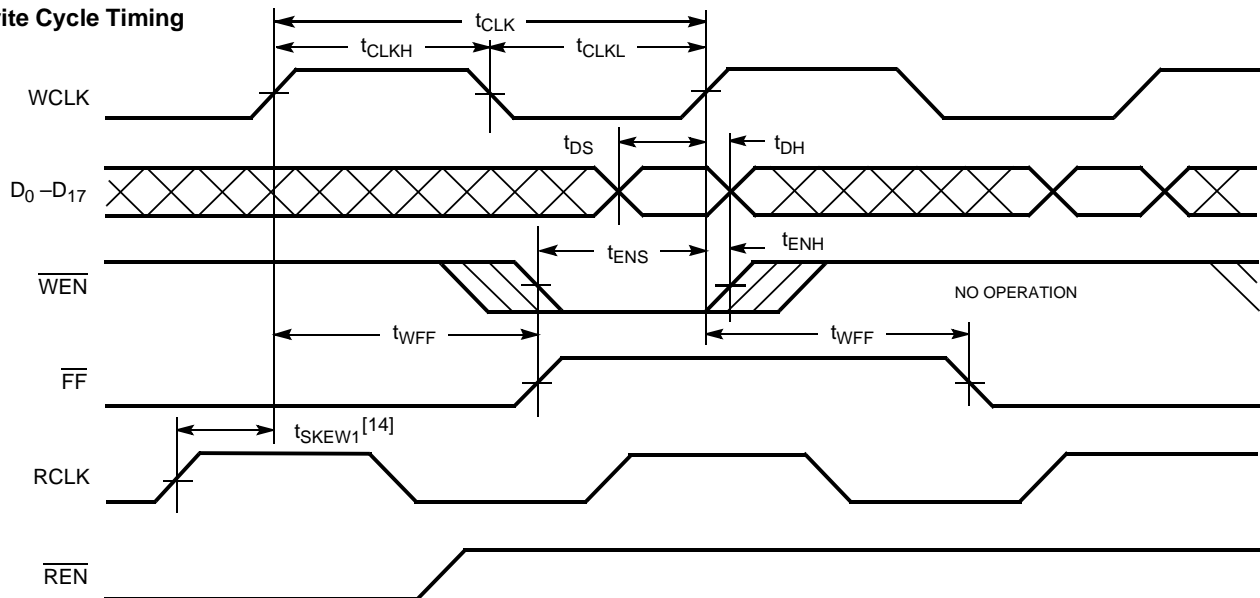 ite Cycle Timing
tCLK
tCLKH
tCLKL
WCLK
tDS
tDH
D0 –D17
tENS
tENH
WEN
NO OPERATION
tWFF
tWFF
FF
tSKEW1[14]
RCLK
REN